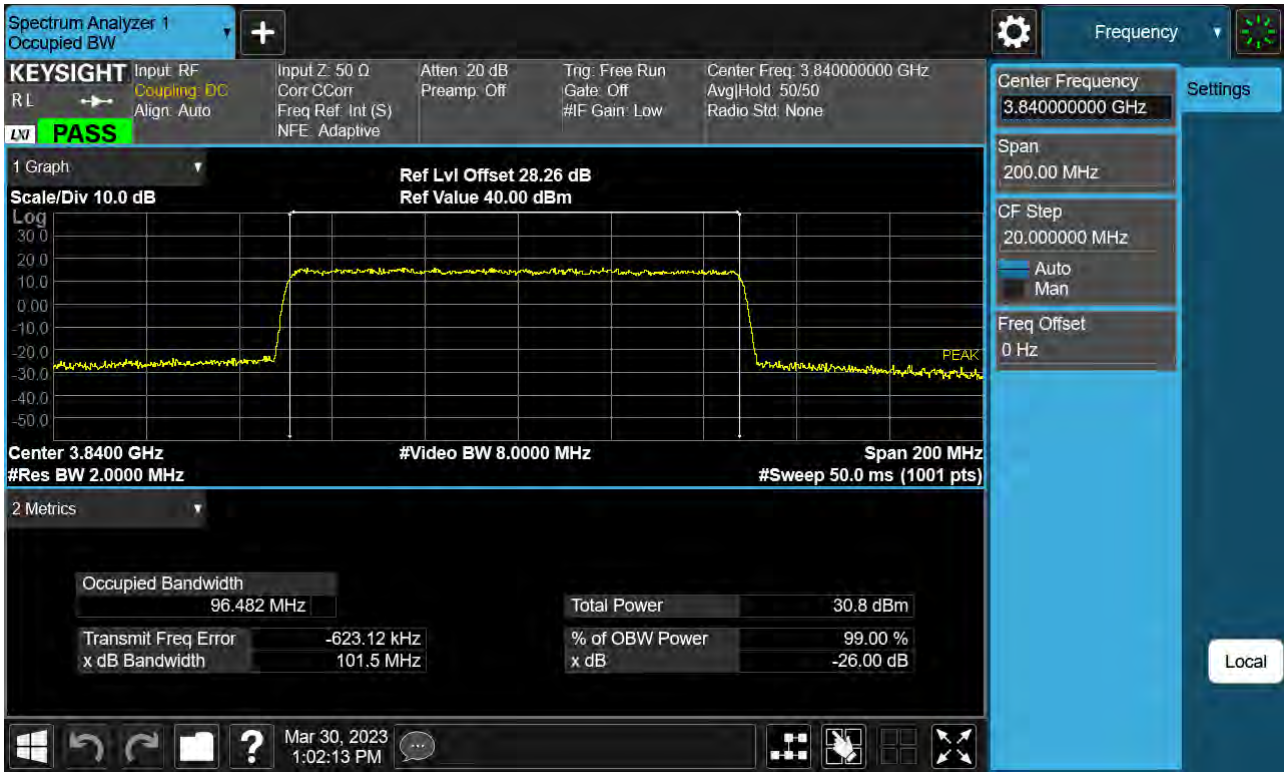 Spectrum Analyzer 1
Occupied BW
+
Frequency
KEYSIGHT
RL
LXI PASS
Input: RF
Coupling: DC
Align: Auto
Input Z: 50 Ω
Corr CCorr
Freq Ref: Int (S)
NFE: Adaptive
Atten: 20 dB
Preamp: Off
Trig: Free Run
Gate: Off
#IF Gain: Low
Center Freq: 3.840000000 GHz
Avg|Hold: 50/50
Radio Std: None
Center Frequency
3.840000000 GHz
Settings
Span
200.00 MHz
CF Step
20.000000 MHz
Auto
Man
Freq Offset
0 Hz
Local
1 Graph
Scale/Div 10.0 dB
Ref Lvl Offset 28.26 dB
Ref Value 40.00 dBm
Log
30.0
20.0
10.0
0.00
-10.0
-20.0
-30.0
-40.0
-50.0
PEAK
Center 3.8400 GHz
#Video BW 8.0000 MHz
Span 200 MHz
#Res BW 2.0000 MHz
#Sweep 50.0 ms (1001 pts)
2 Metrics
Occupied Bandwidth
96.482 MHz
Total Power 30.8 dBm
Transmit Freq Error -623.12 kHz
% of OBW Power 99.00 %
x dB Bandwidth 101.5 MHz
x dB -26.00 dB
?
Mar 30, 2023
1:02:13 PM